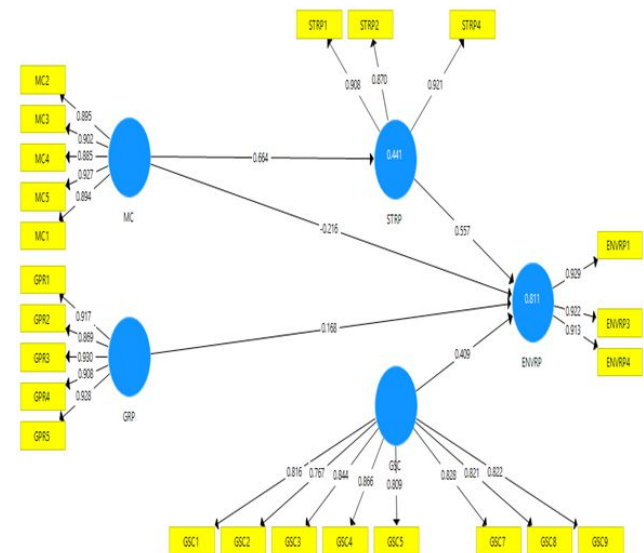 STRP1
STRP2
STRP4
0.908
0.870
0.921
MC2
MC3
MC4
MC5
MC1
0.895
0.902
0.885
0.927
0.894
MC
0.664
0.441
STRP
-0.216
0.557
GPR1
GPR2
GPR3
GPR4
GPR5
0.917
0.869
0.930
0.908
0.928
GRP
0.168
0.811
ENVRP
0.929
0.922
0.913
ENVRP1
ENVRP3
ENVRP4
0.409
GSC
0.816
0.767
0.844
0.866
0.809
0.828
0.821
0.822
GSC1
GSC2
GSC3
GSC4
GSC5
GSC7
GSC8
GSC9